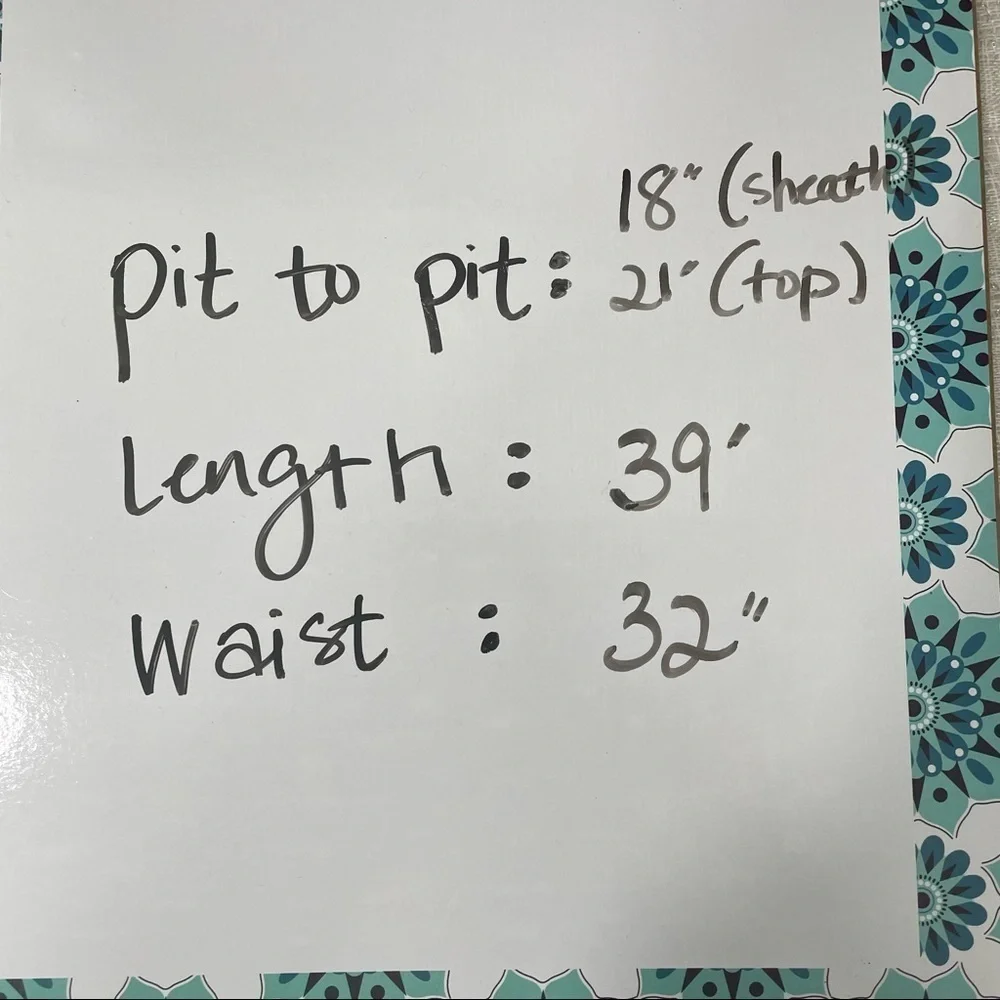 18" (sheath
pit to pit: 21" (top)
Length : 39'
Waist : 32"